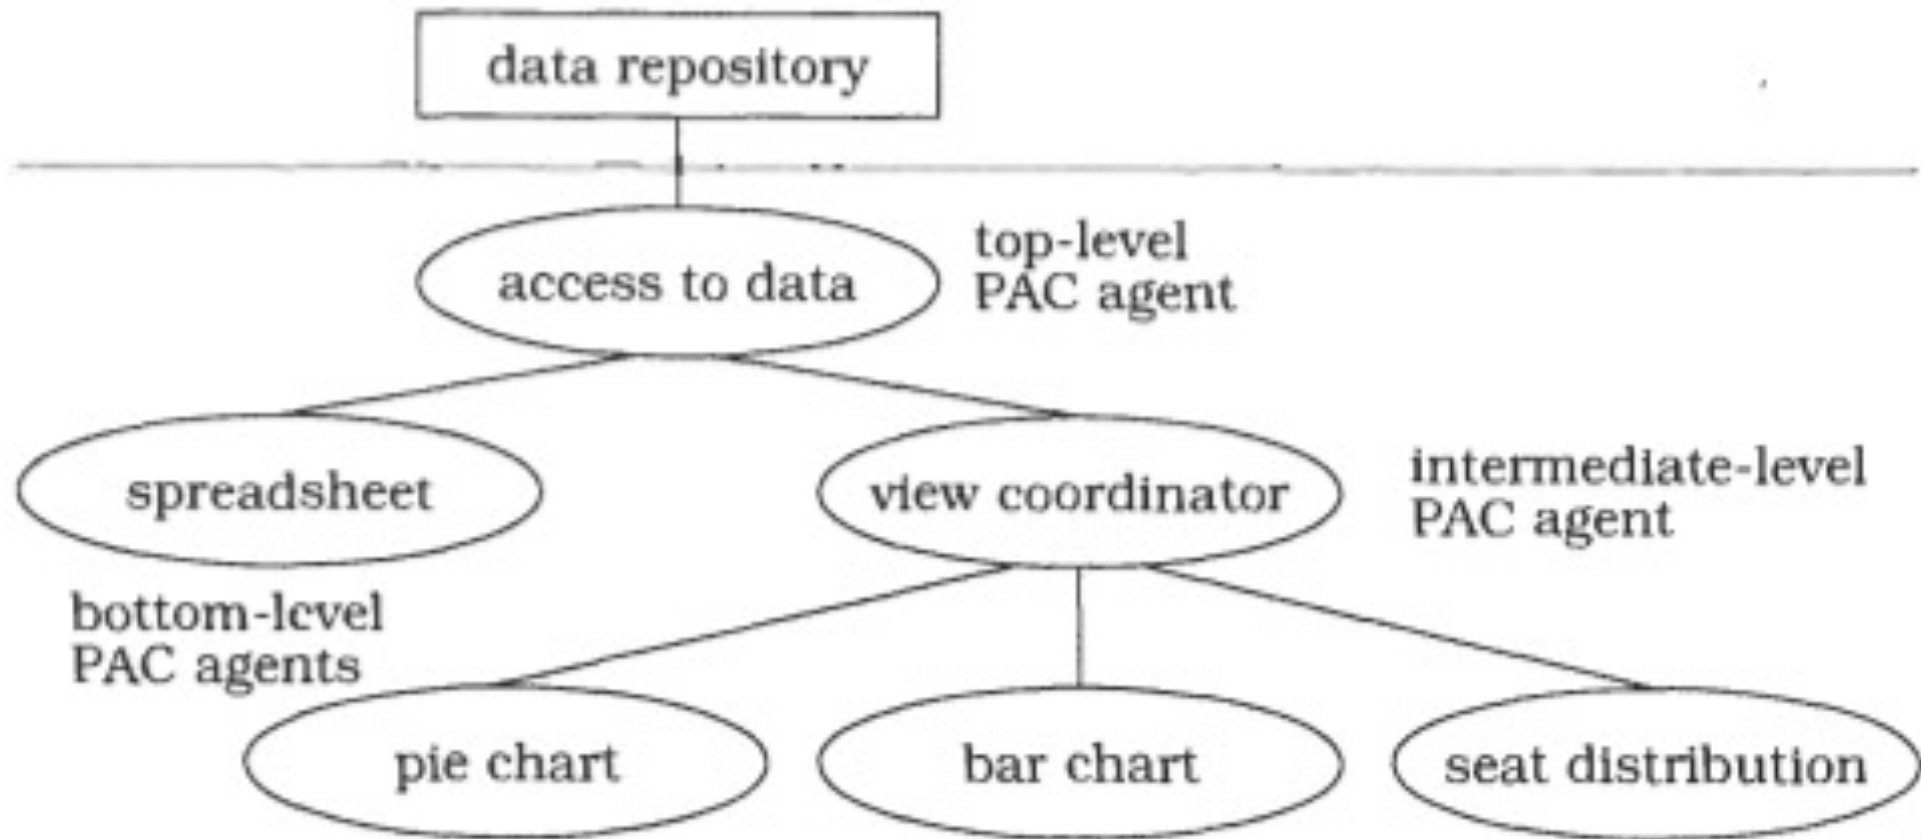 data repository
access to data
top-level
PAC agent
spreadsheet
view coordinator
intermediate-level
PAC agent
bottom-level
PAC agents
pie chart
bar chart
seat distribution